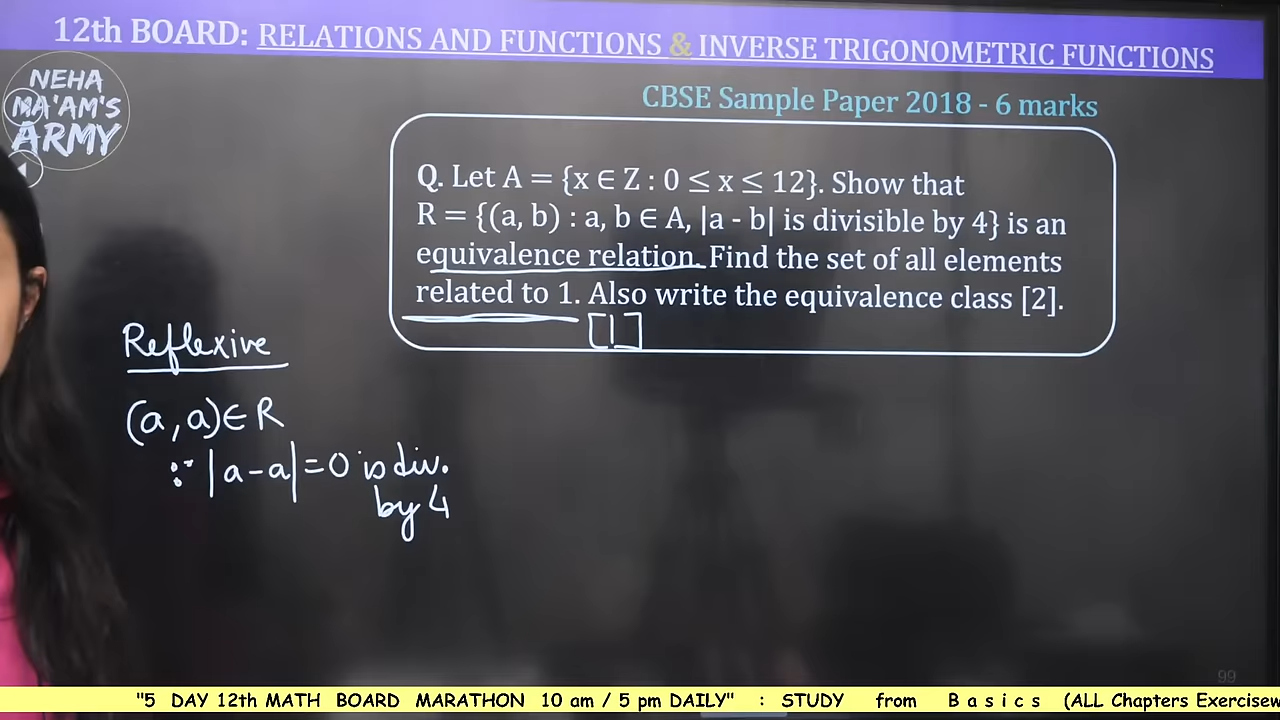 12th BOARD: RELATIONS AND FUNCTIONS & INVERSE TRIGONOMETRIC FUNCTIONS
NEHA
MA'AM'S
ARMY
CBSE Sample Paper 2018 - 6 marks
Q. Let A = {x ∈ Z : 0 ≤ x ≤ 12}. Show that
R = {(a, b) : a, b ∈ A, |a - b| is divisible by 4} is an
equivalence relation. Find the set of all elements
related to 1. Also write the equivalence class [2].
[1]
Reflexive
(a, a) ∈ R
∵ |a - a| = 0 is div.
by 4
99
"5 DAY 12th MATH BOARD MARATHON 10 am / 5 pm DAILY" : STUDY from Basics (ALL Chapters Exercisew